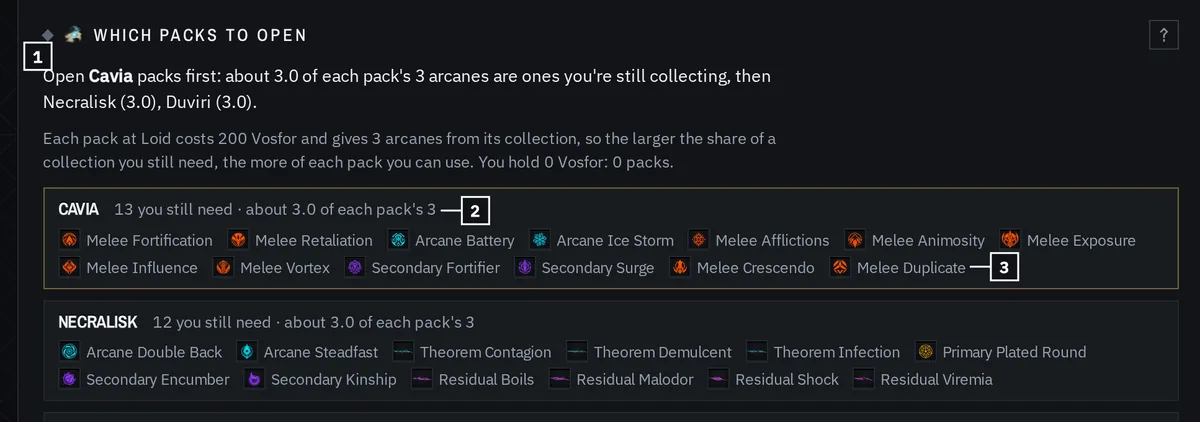 WHICH PACKS TO OPEN
?
1
Open Cavia packs first: about 3.0 of each pack's 3 arcanes are ones you're still collecting, then
Necralisk (3.0), Duviri (3.0).
Each pack at Loid costs 200 Vosfor and gives 3 arcanes from its collection, so the larger the share of a
collection you still need, the more of each pack you can use. You hold 0 Vosfor: 0 packs.
CAVIA 13 you still need · about 3.0 of each pack's 3 2
Melee Fortification Melee Retaliation Arcane Battery Arcane Ice Storm Melee Afflictions Melee Animosity Melee Exposure
Melee Influence Melee Vortex Secondary Fortifier Secondary Surge Melee Crescendo Melee Duplicate 3
NECRALISK 12 you still need · about 3.0 of each pack's 3
Arcane Double Back Arcane Steadfast Theorem Contagion Theorem Demulcent Theorem Infection Primary Plated Round
Secondary Encumber Secondary Kinship Residual Boils Residual Malodor Residual Shock Residual Viremia